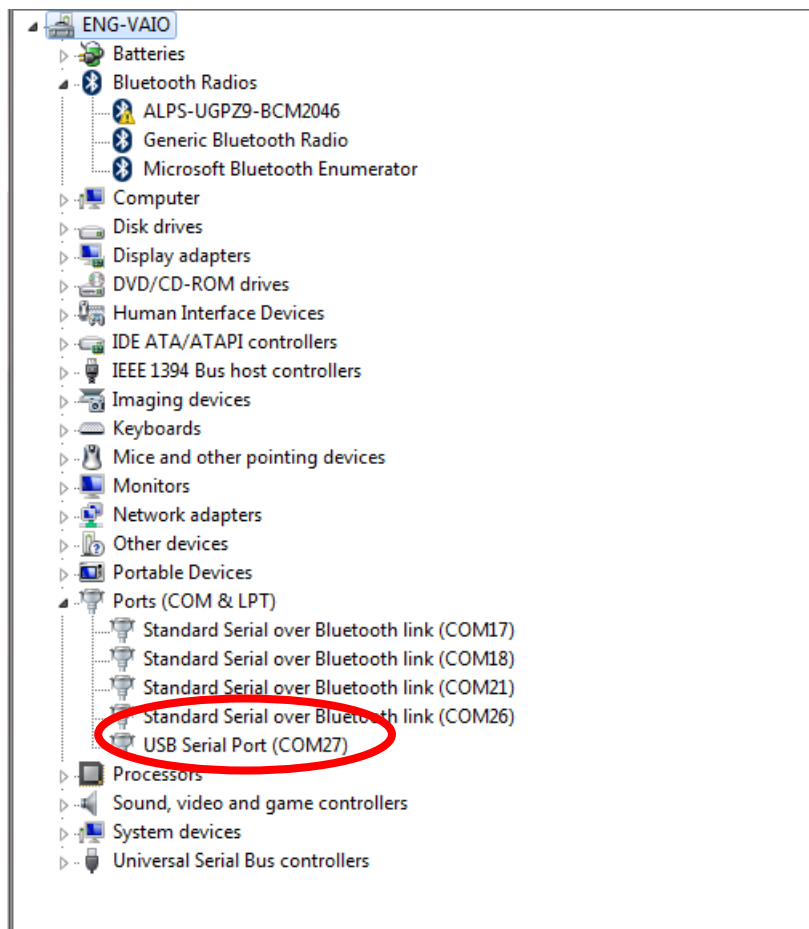 ENG-VAIO
Batteries
Bluetooth Radios
ALPS-UGPZ9-BCM2046
Generic Bluetooth Radio
Microsoft Bluetooth Enumerator
Computer
Disk drives
Display adapters
DVD/CD-ROM drives
Human Interface Devices
IDE ATA/ATAPI controllers
IEEE 1394 Bus host controllers
Imaging devices
Keyboards
Mice and other pointing devices
Monitors
Network adapters
Other devices
Portable Devices
Ports (COM & LPT)
Standard Serial over Bluetooth link (COM17)
Standard Serial over Bluetooth link (COM18)
Standard Serial over Bluetooth link (COM21)
Standard Serial over Bluetooth link (COM26)
USB Serial Port (COM27)
Processors
Sound, video and game controllers
System devices
Universal Serial Bus controllers